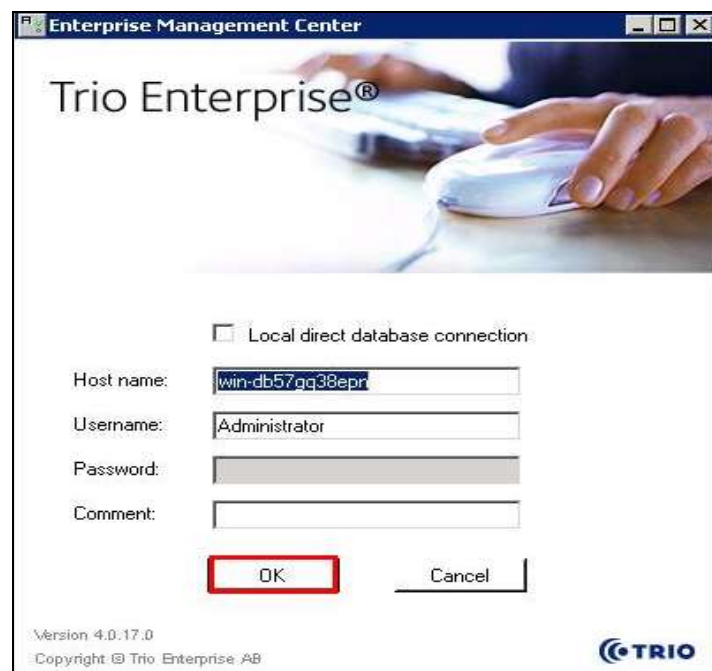 Enterprise Management Center
Trio Enterprise®
Local direct database connection
Host name: win-db57gq38epn
Username: Administrator
Password:
Comment:
OK Cancel
Version 4.0.17.0
Copyright © Trio Enterprise AB
TRIO